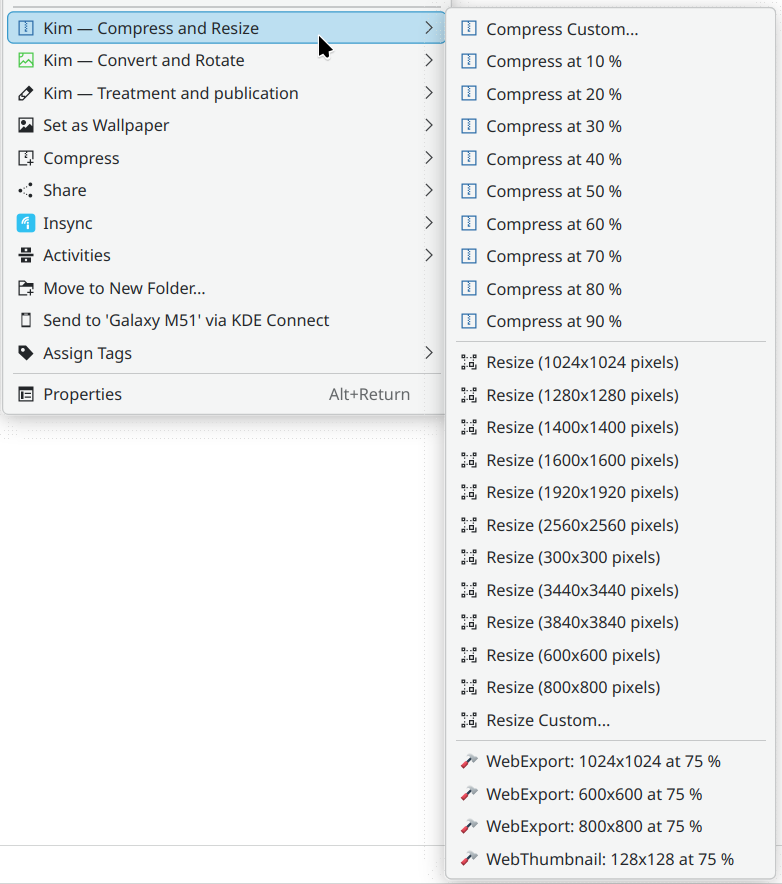 Kim — Compress and Resize
Kim — Convert and Rotate
Kim — Treatment and publication
Set as Wallpaper
Compress
Share
Insync
Activities
Move to New Folder...
Send to 'Galaxy M51' via KDE Connect
Assign Tags
Properties Alt+Return
Compress Custom...
Compress at 10 %
Compress at 20 %
Compress at 30 %
Compress at 40 %
Compress at 50 %
Compress at 60 %
Compress at 70 %
Compress at 80 %
Compress at 90 %
Resize (1024x1024 pixels)
Resize (1280x1280 pixels)
Resize (1400x1400 pixels)
Resize (1600x1600 pixels)
Resize (1920x1920 pixels)
Resize (2560x2560 pixels)
Resize (300x300 pixels)
Resize (3440x3440 pixels)
Resize (3840x3840 pixels)
Resize (600x600 pixels)
Resize (800x800 pixels)
Resize Custom...
WebExport: 1024x1024 at 75 %
WebExport: 600x600 at 75 %
WebExport: 800x800 at 75 %
WebThumbnail: 128x128 at 75 %